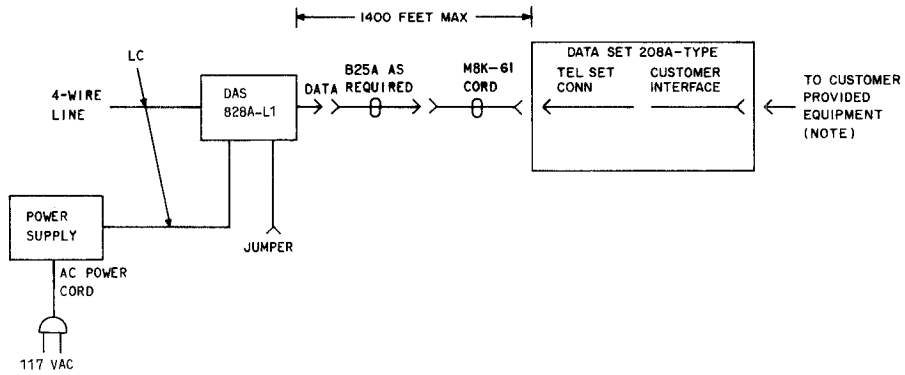 1400 FEET MAX
LC
4-WIRE
LINE
DAS
828A-L1
DATA
B25A AS
REQUIRED
M8K-61
CORD
DATA SET 208A-TYPE
TEL SET
CONN
CUSTOMER
INTERFACE
TO CUSTOMER
PROVIDED
EQUIPMENT
(NOTE)
POWER
SUPPLY
JUMPER
AC POWER
CORD
117 VAC